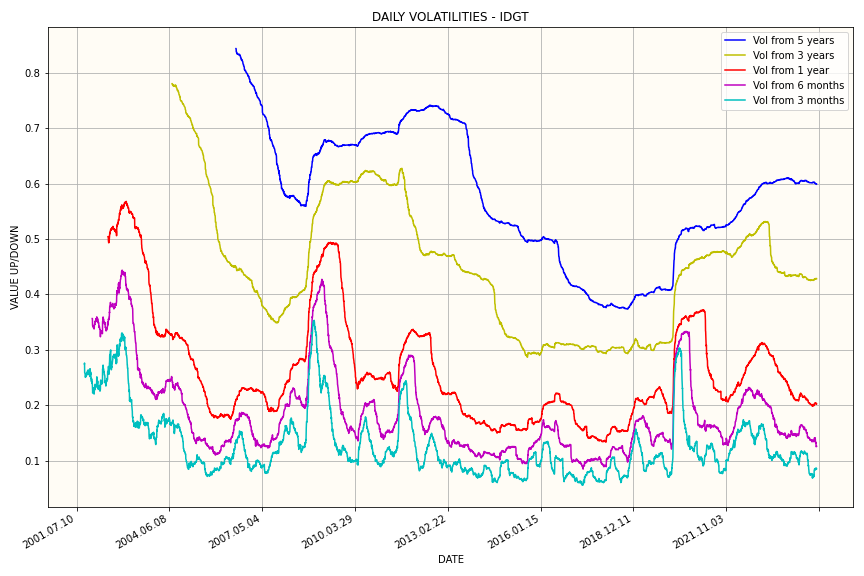 DAILY VOLATILITIES - IDGT
Vol from 5 years
Vol from 3 years
Vol from 1 year
Vol from 6 months
Vol from 3 months
VALUE UP/DOWN
0.8
0.7
0.6
0.5
0.4
0.3
0.2
0.1
2001.07.10
2004.06.08
2007.05.04
2010.03.29
2013.02.22
2016.01.15
2018.12.11
2021.11.03
DATE